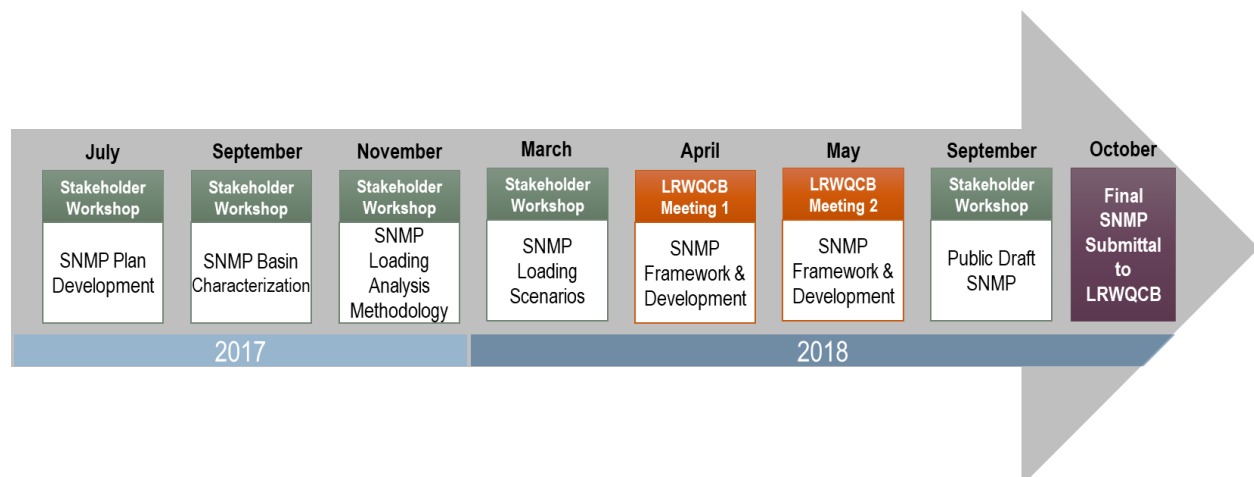 July
Stakeholder
Workshop
SNMP Plan
Development
September
Stakeholder
Workshop
SNMP Basin
Characterization
November
Stakeholder
Workshop
SNMP
Loading
Analysis
Methodology
March
Stakeholder
Workshop
SNMP
Loading
Scenarios
April
LRWQCB
Meeting 1
SNMP
Framework &
Development
May
LRWQCB
Meeting 2
SNMP
Framework &
Development
September
Stakeholder
Workshop
Public Draft
SNMP
October
Final
SNMP
Submittal
to
LRWQCB
2017
2018